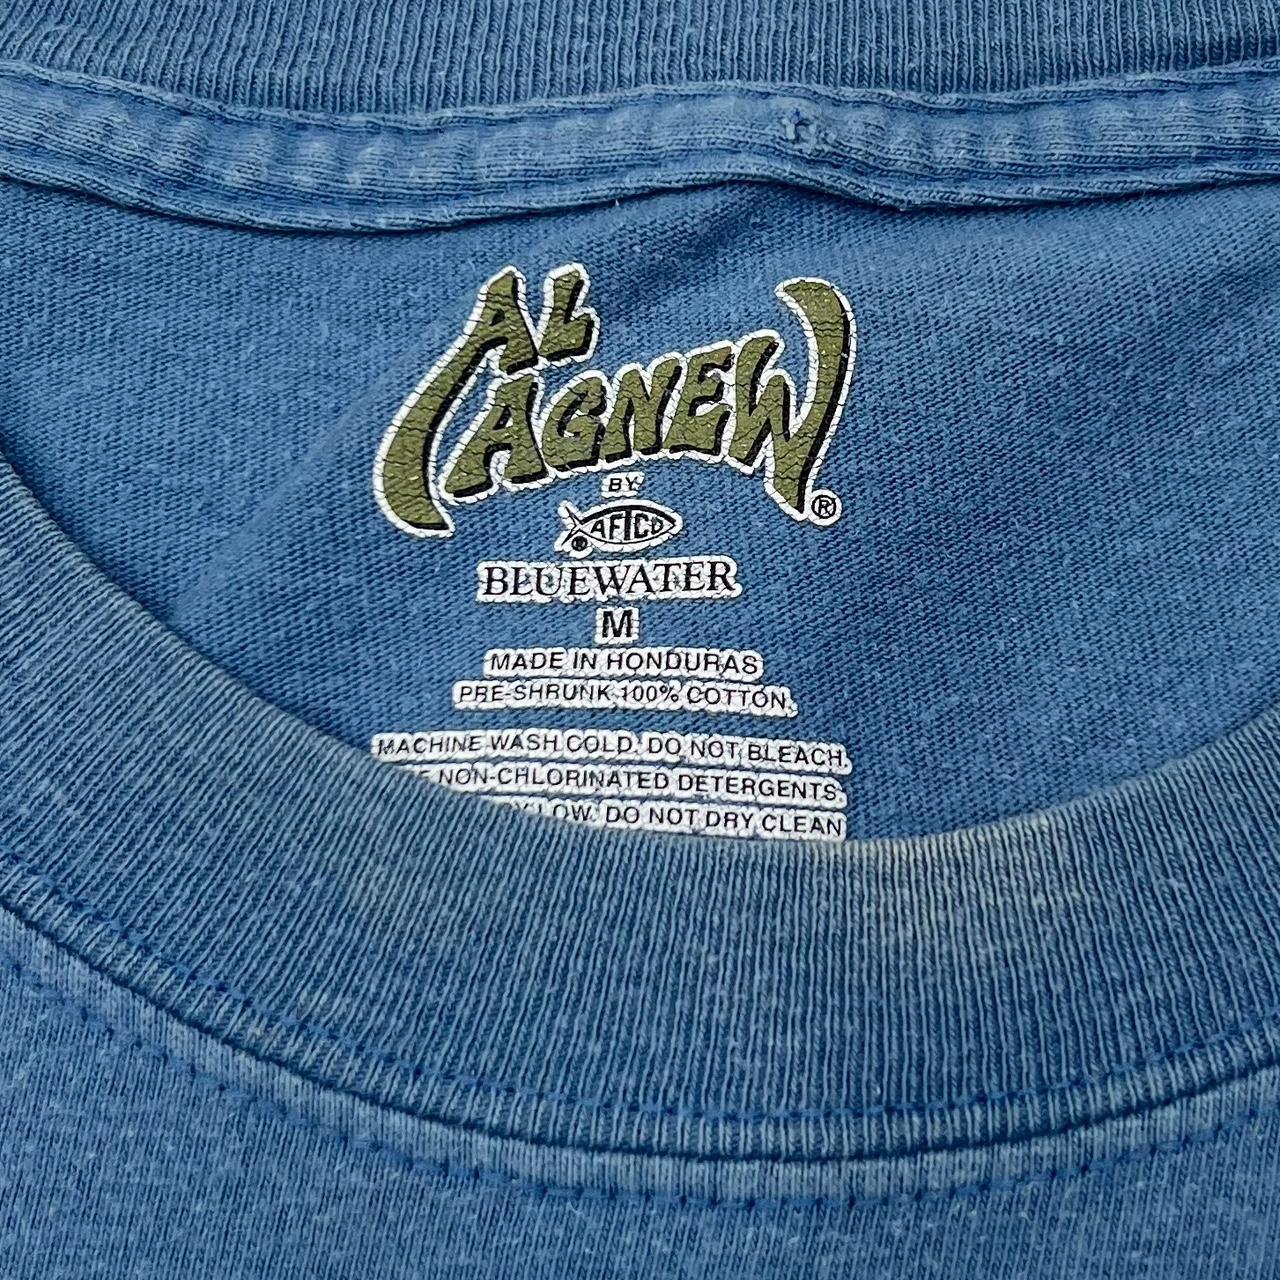 AL
AGNEW®
BY
AFTCO®
BLUEWATER
M
MADE IN HONDURAS
PRE-SHRUNK 100% COTTON.
MACHINE WASH COLD. DO NOT BLEACH.
NON-CHLORINATED DETERGENTS.
LOW. DO NOT DRY CLEAN